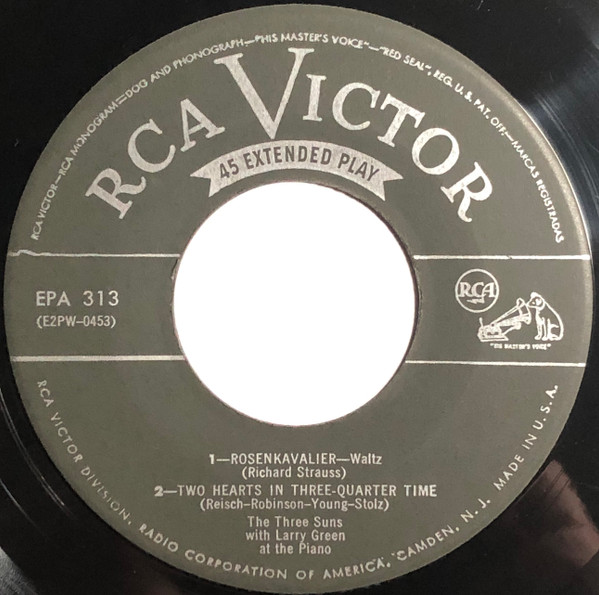 RCA VICTOR—RCA MONOGRAM—DOG AND PHONOGRAPH—"HIS MASTER'S VOICE"—"RED SEAL", REG. U.S. PAT. OFF.—MARCAS REGISTRADAS
RCA VICTOR
45 EXTENDED PLAY
EPA 313
(E2PW-0453)
RCA
"HIS MASTER'S VOICE"
1—ROSENKAVALIER—Waltz
(Richard Strauss)
2—TWO HEARTS IN THREE-QUARTER TIME
(Reisch-Robinson-Young-Stolz)
The Three Suns
with Larry Green
at the Piano
RCA VICTOR DIVISION, RADIO CORPORATION OF AMERICA, CAMDEN, N. J. MADE IN U.S.A.